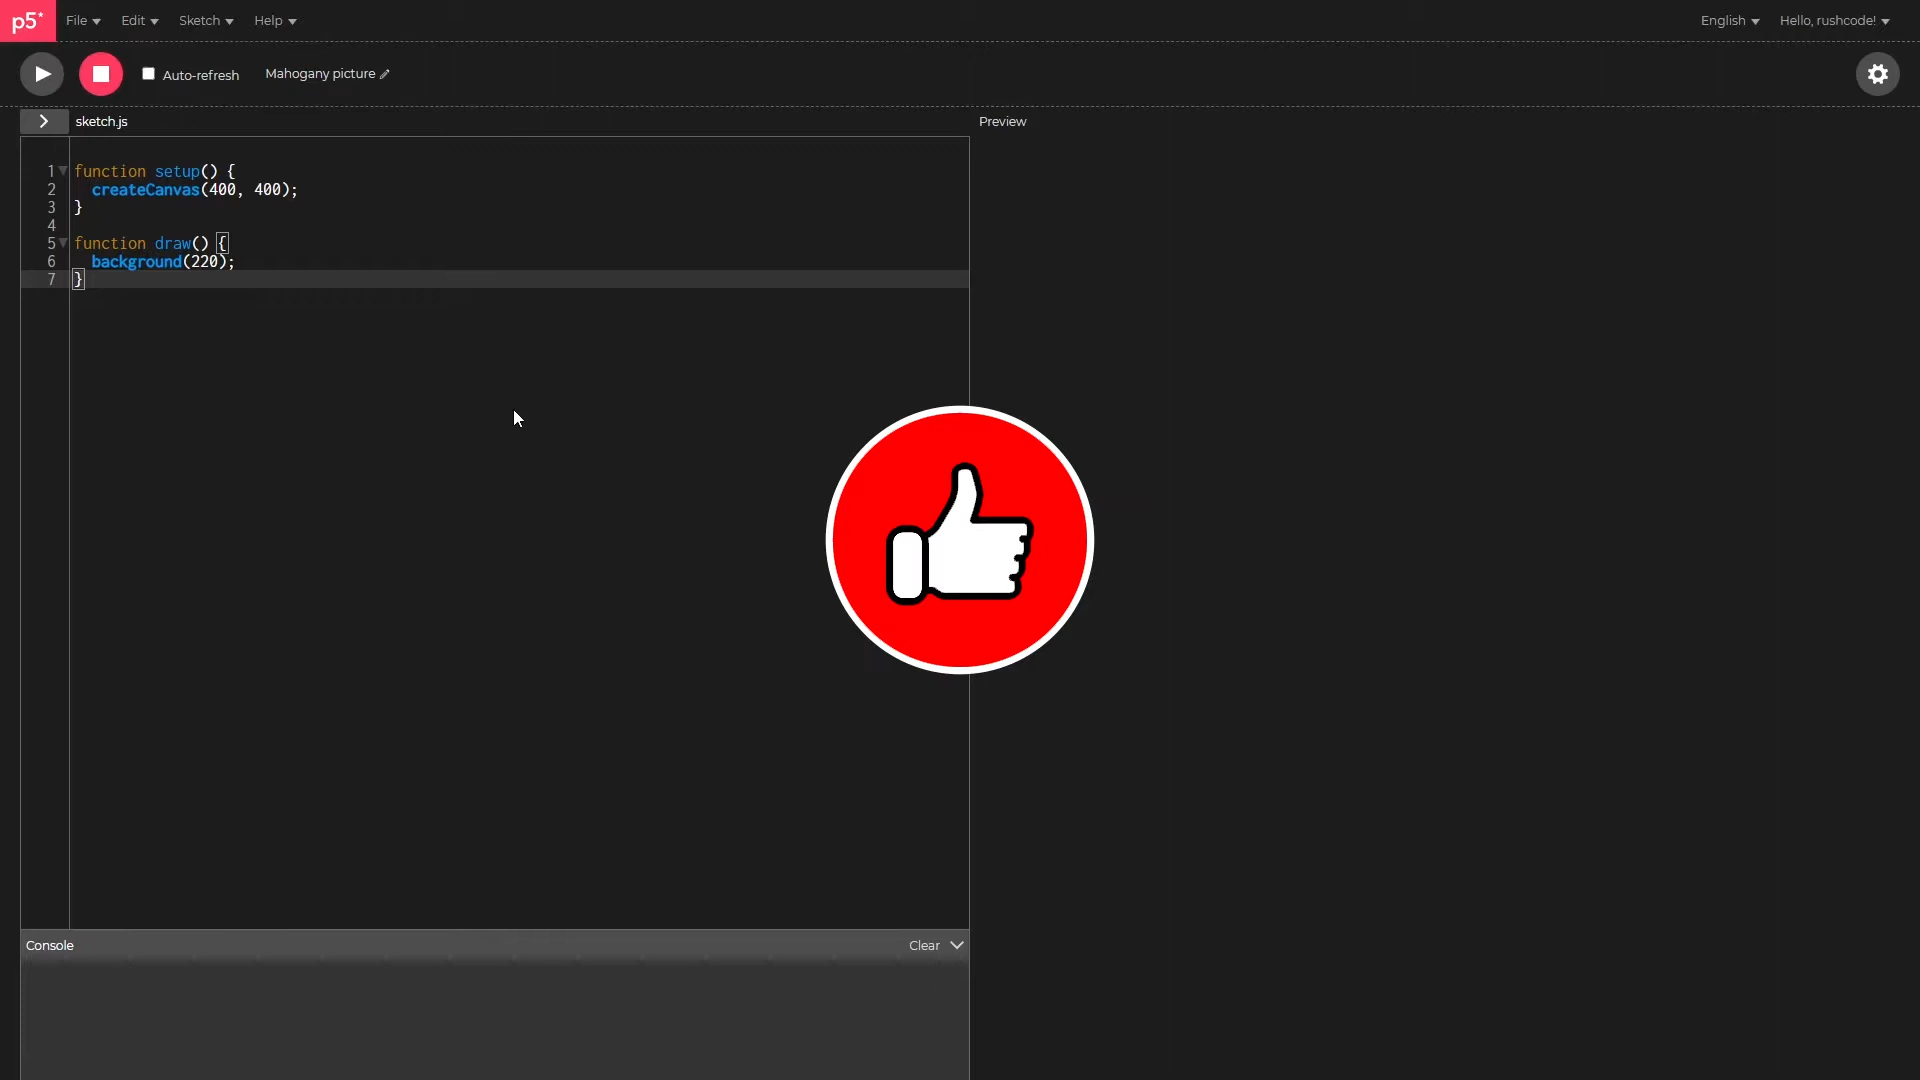 p5* File Edit Sketch Help English Hello, rushcode!
Auto-refresh Mahogany picture
sketch.js Preview
1 function setup() {
2   createCanvas(400, 400);
3 }
4
5 function draw() {
6   background(220);
7 }
Console Clear